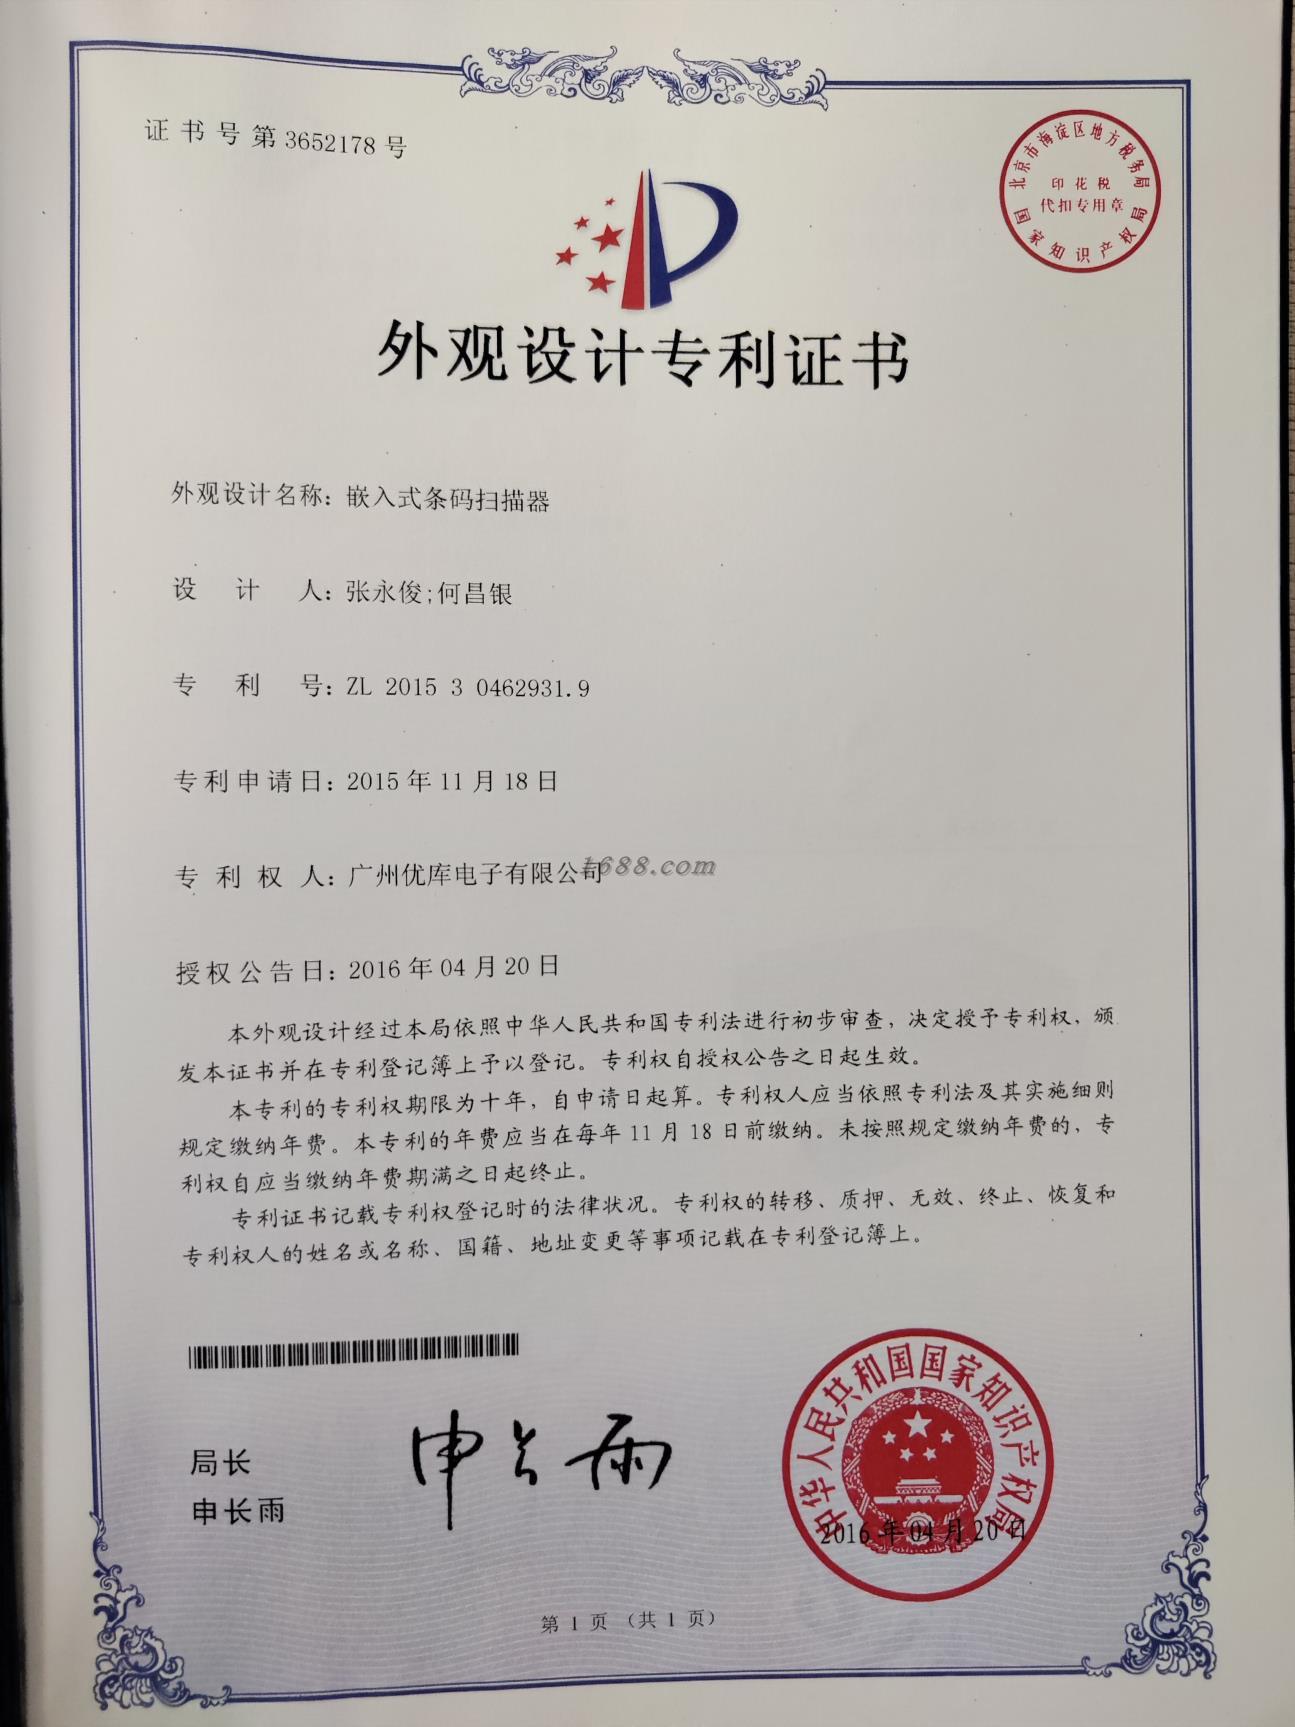 证书号第3652178号
北京市海淀区地方税务局
印花税
代扣专用章
国家知识产权局
外观设计专利证书
外观设计名称：嵌入式条码扫描器
设计人：张永俊;何昌银
专利号：ZL 2015 3 0462931.9
专利申请日：2015年11月18日
专利权人：广州优库电子有限公司
1688.com
授权公告日：2016年04月20日
本外观设计经过本局依照中华人民共和国专利法进行初步审查，决定授予专利权，颁
发本证书并在专利登记簿上予以登记。专利权自授权公告之日起生效。
本专利的专利权期限为十年，自申请日起算。专利权人应当依照专利法及其实施细则
规定缴纳年费。本专利的年费应当在每年11月18日前缴纳。未按照规定缴纳年费的，专
利权自应当缴纳年费期满之日起终止。
专利证书记载专利权登记时的法律状况。专利权的转移、质押、无效、终止、恢复和
专利权人的姓名或名称、国籍、地址变更等事项记载在专利登记簿上。
局长
申长雨
申长雨
中华人民共和国国家知识产权局
2016年04月20日
第1页（共1页）